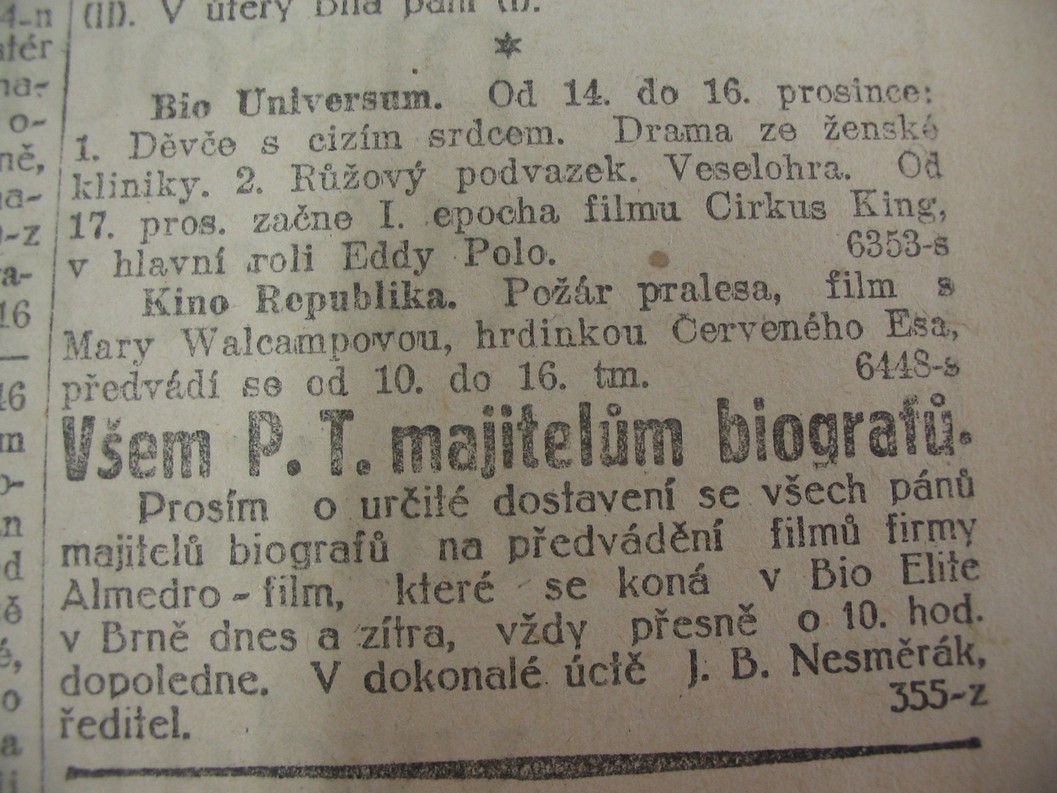 (II). V úterý Bílá paní (I).
Bio Universum. Od 14. do 16. prosince:
1. Děvče s cizím srdcem. Drama ze ženské
kliniky. 2. Růžový podvazek. Veselohra. Od
17. pros. začne I. epocha filmu Cirkus King,
v hlavní roli Eddy Polo. 6353-s
Kino Republika. Požár pralesa, film s
Mary Walcampovou, hrdinkou Červeného Esa,
předvádí se od 10. do 16. tm. 6448-s
Všem P. T. majitelům biografů.
Prosím o určité dostavení se všech pánů
majitelů biografů na předvádění filmů firmy
Almedro-film, které se koná v Bio Elite
v Brně dnes a zítra, vždy přesně o 10. hod.
dopoledne. V dokonalé úctě J. B. Nesměrák,
ředitel. 355-z